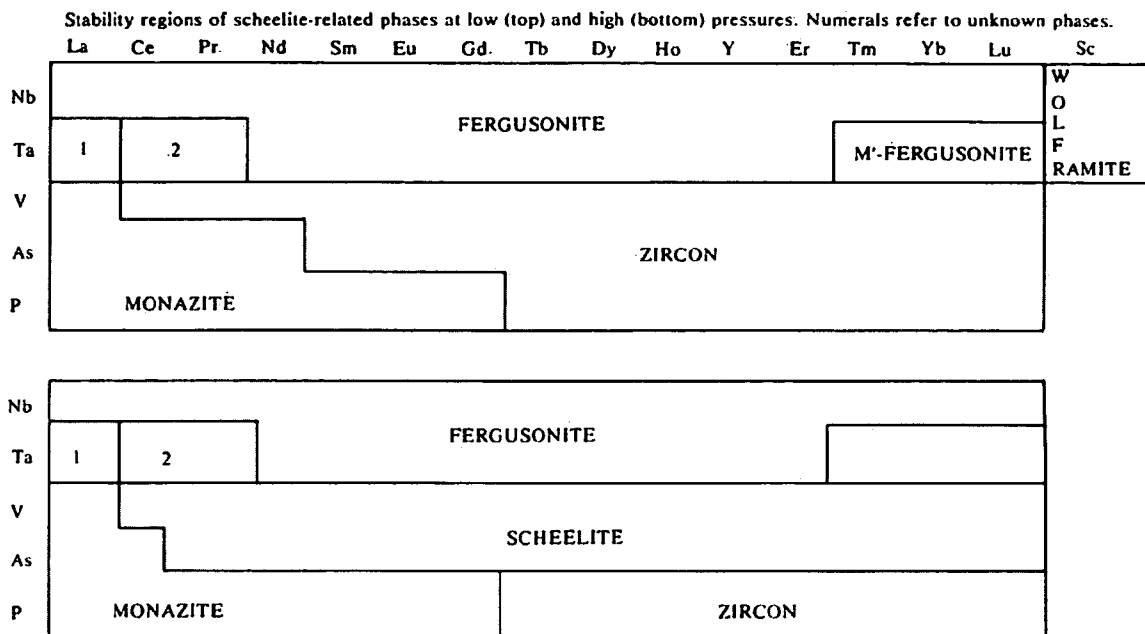 Stability regions of scheelite-related phases at low (top) and high (bottom) pressures. Numerals refer to unknown phases.
La Ce Pr. Nd Sm Eu Gd. Tb Dy Ho Y Er Tm Yb Lu Sc
Nb FERGUSONITE W
O
L
Ta 1 .2 M'-FERGUSONITE F
RAMITE
V
As ZIRCON
P MONAZITE
Nb FERGUSONITE
Ta 1 2
V
SCHEELITE
As
P MONAZITE ZIRCON